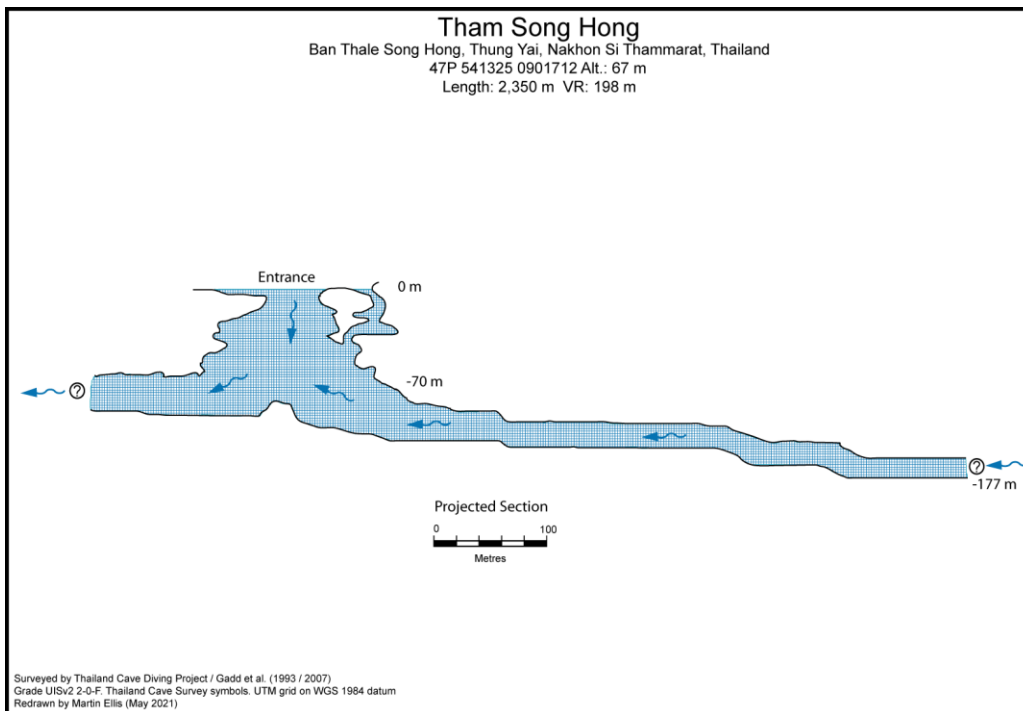 Tham Song Hong
Ban Thale Song Hong, Thung Yai, Nakhon Si Thammarat, Thailand
47P 541325 0901712 Alt.: 67 m
Length: 2,350 m VR: 198 m
Entrance
0 m
-70 m
?
?
-177 m
Projected Section
0 100
Metres
Surveyed by Thailand Cave Diving Project / Gadd et al. (1993 / 2007)
Grade UISv2 2-0-F. Thailand Cave Survey symbols. UTM grid on WGS 1984 datum
Redrawn by Martin Ellis (May 2021)